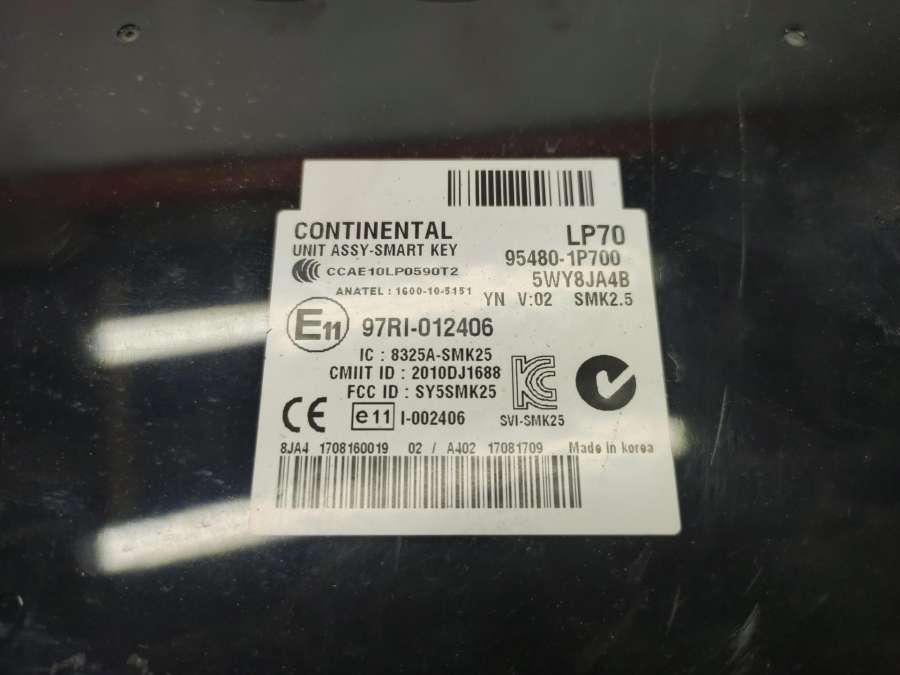 CONTINENTAL LP70
UNIT ASSY-SMART KEY 95480-1P700
CCAE10LP0590T2 5WY8JA4B
ANATEL : 1600-10-5151 YN V:02 SMK2.5
E11 97RI-012406
IC : 8325A-SMK25
CMIIT ID : 2010DJ1688
FCC ID : SY5SMK25
CE e11 I-002406 SVI-SMK25
8JA4 1708160019 02 / A402 17081709 Made in korea